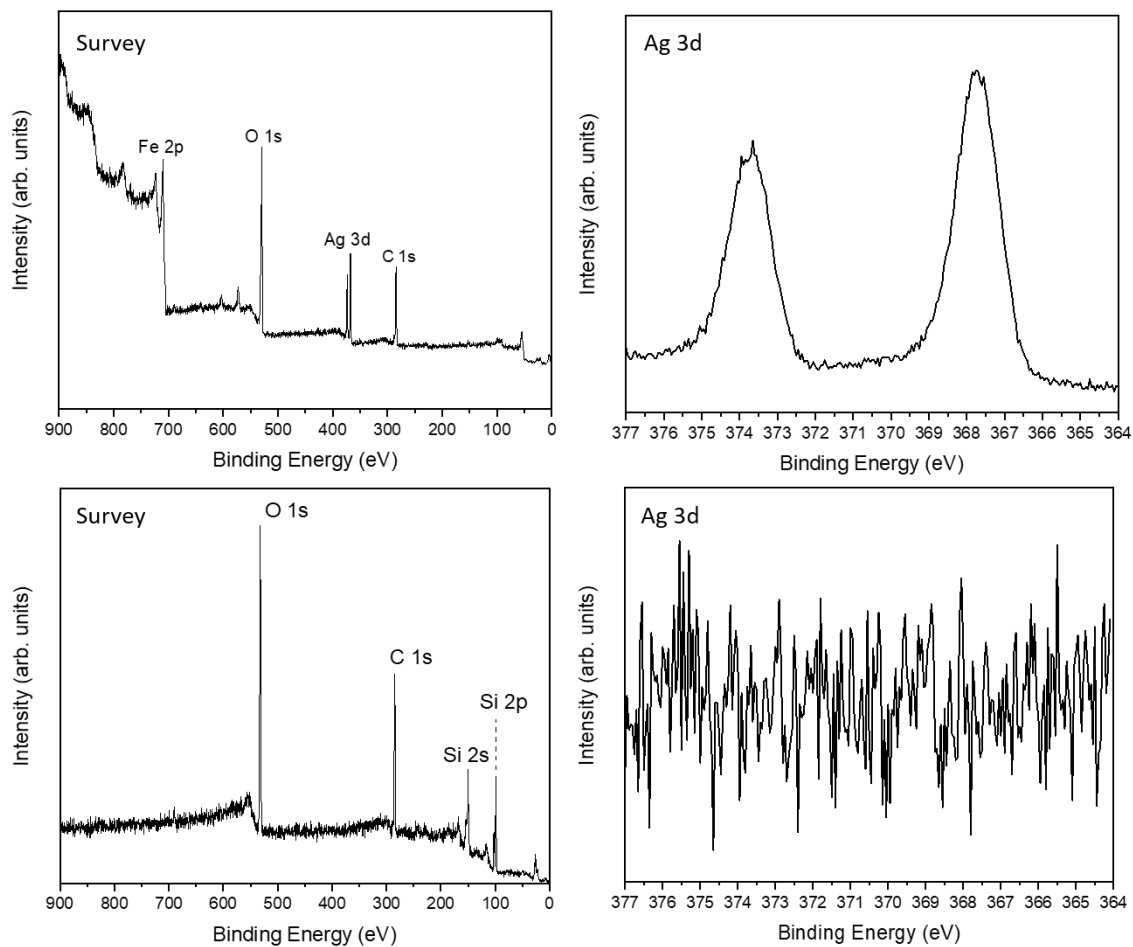 Survey
Fe 2p
O 1s
Ag 3d
C 1s
Intensity (arb. units)
900 800 700 600 500 400 300 200 100 0
Binding Energy (eV)
Ag 3d
Intensity (arb. units)
377 376 375 374 373 372 371 370 369 368 367 366 365 364
Binding Energy (eV)
Survey
O 1s
C 1s
Si 2p
Si 2s
Intensity (arb. units)
900 800 700 600 500 400 300 200 100 0
Binding Energy (eV)
Ag 3d
Intensity (arb. units)
377 376 375 374 373 372 371 370 369 368 367 366 365 364
Binding Energy (eV)